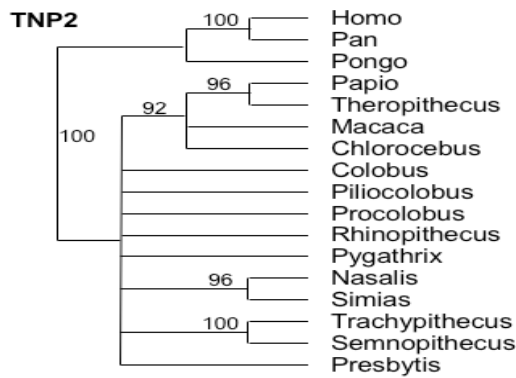 TNP2
100
Homo
Pan
Pongo
96
Papio
Theropithecus
92
Macaca
100
Chlorocebus
Colobus
Piliocolobus
Procolobus
Rhinopithecus
Pygathrix
96
Nasalis
Simias
100
Trachypithecus
Semnopithecus
Presbytis